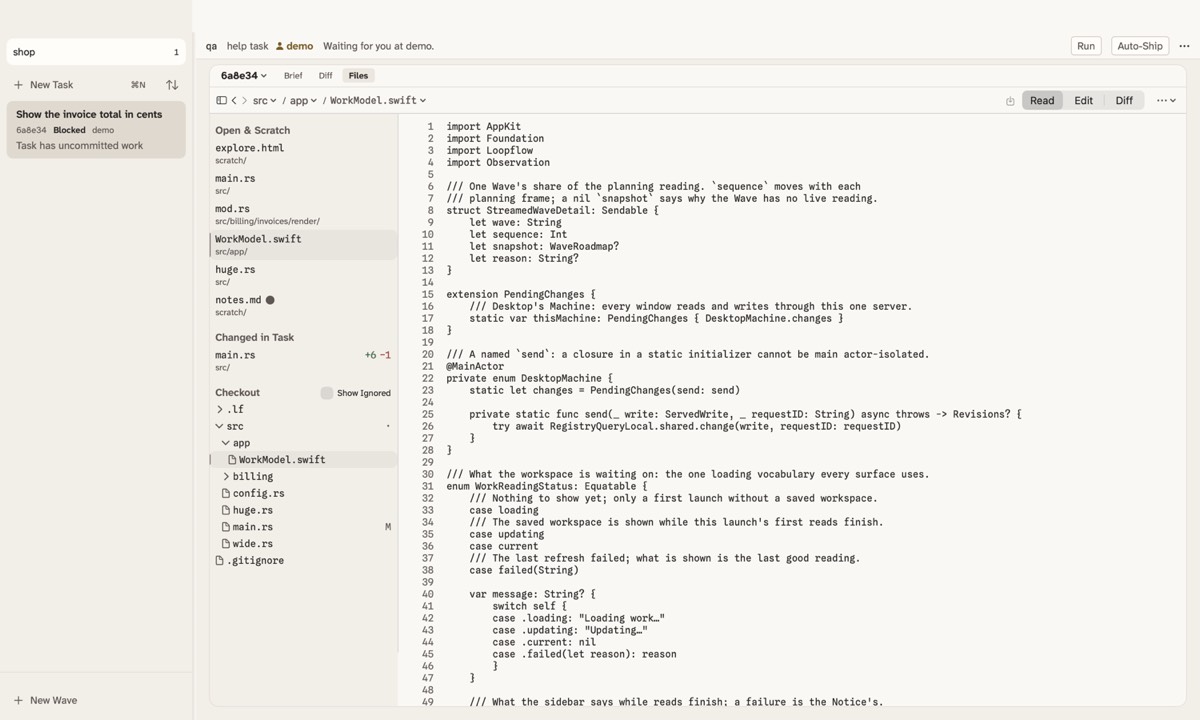 shop 1
+ New Task ⌘N
Show the invoice total in cents
6a8e34 Blocked demo
Task has uncommitted work
+ New Wave
qa help task demo Waiting for you at demo.
Run Auto-Ship ···
6a8e34 Brief Diff Files
src / app / WorkModel.swift
Read Edit Diff ···
Open & Scratch
explore.html
scratch/
main.rs
src/
mod.rs
src/billing/invoices/render/
WorkModel.swift
src/app/
huge.rs
src/
notes.md
scratch/
Changed in Task
main.rs +6 −1
src/
Checkout Show Ignored
.lf
src
app
WorkModel.swift
billing
config.rs
huge.rs
main.rs M
wide.rs
.gitignore
1 import AppKit
2 import Foundation
3 import Loopflow
4 import Observation
5
6 /// One Wave's share of the planning reading. `sequence` moves with each
7 /// planning frame; a nil `snapshot` says why the Wave has no live reading.
8 struct StreamedWaveDetail: Sendable {
9 let wave: String
10 let sequence: Int
11 let snapshot: WaveRoadmap?
12 let reason: String?
13 }
14
15 extension PendingChanges {
16 /// Desktop's Machine: every window reads and writes through this one server.
17 static var thisMachine: PendingChanges { DesktopMachine.changes }
18 }
19
20 /// A named `send`: a closure in a static initializer cannot be main actor-isolated.
21 @MainActor
22 private enum DesktopMachine {
23 static let changes = PendingChanges(send: send)
24
25 private static func send(_ write: ServedWrite, _ requestID: String) async throws -> Revisions? {
26 try await RegistryQueryLocal.shared.change(write, requestID: requestID)
27 }
28 }
29
30 /// What the workspace is waiting on: the one loading vocabulary every surface uses.
31 enum WorkReadingStatus: Equatable {
32 /// Nothing to show yet; only a first launch without a saved workspace.
33 case loading
34 /// The saved workspace is shown while this launch's first reads finish.
35 case updating
36 case current
37 /// The last refresh failed; what is shown is the last good reading.
38 case failed(String)
39
40 var message: String? {
41 switch self {
42 case .loading: "Loading work…"
43 case .updating: "Updating…"
44 case .current: nil
45 case .failed(let reason): reason
46 }
47 }
48
49 /// What the sidebar says while reads finish; a failure is the Notice's.